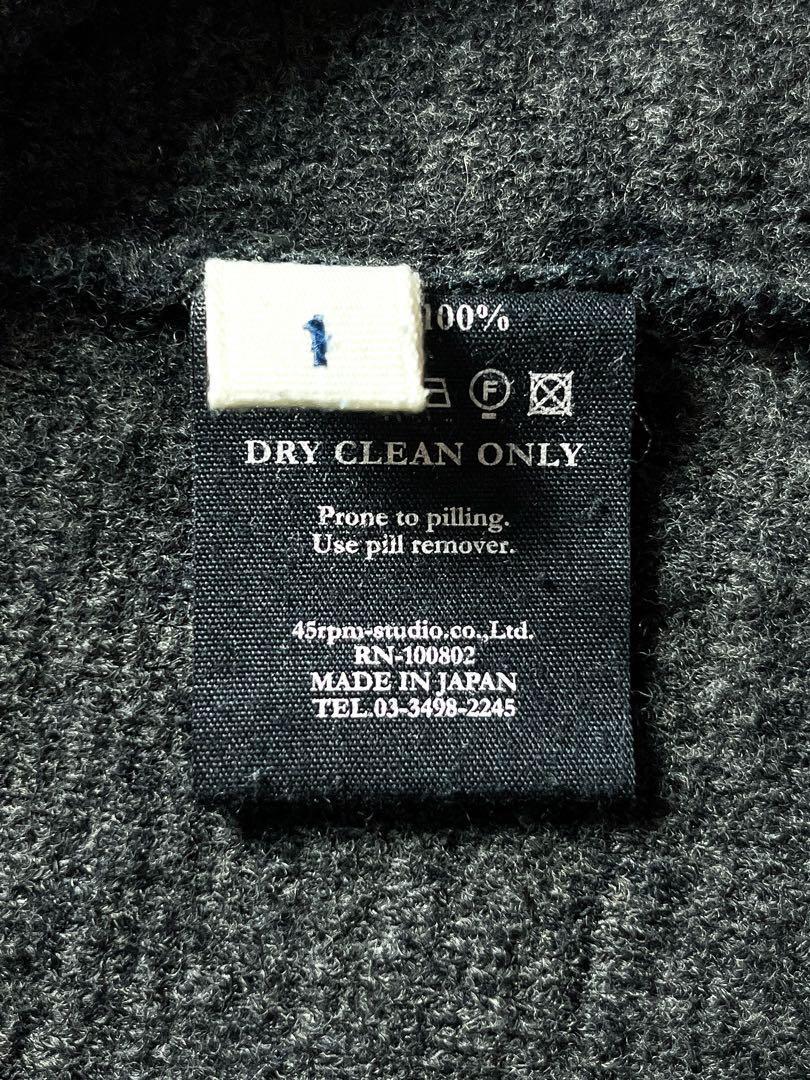 1
100%
F
DRY CLEAN ONLY
Prone to pilling.
Use pill remover.
45rpm-studio.co.,Ltd.
RN-100802
MADE IN JAPAN
TEL.03-3498-2245